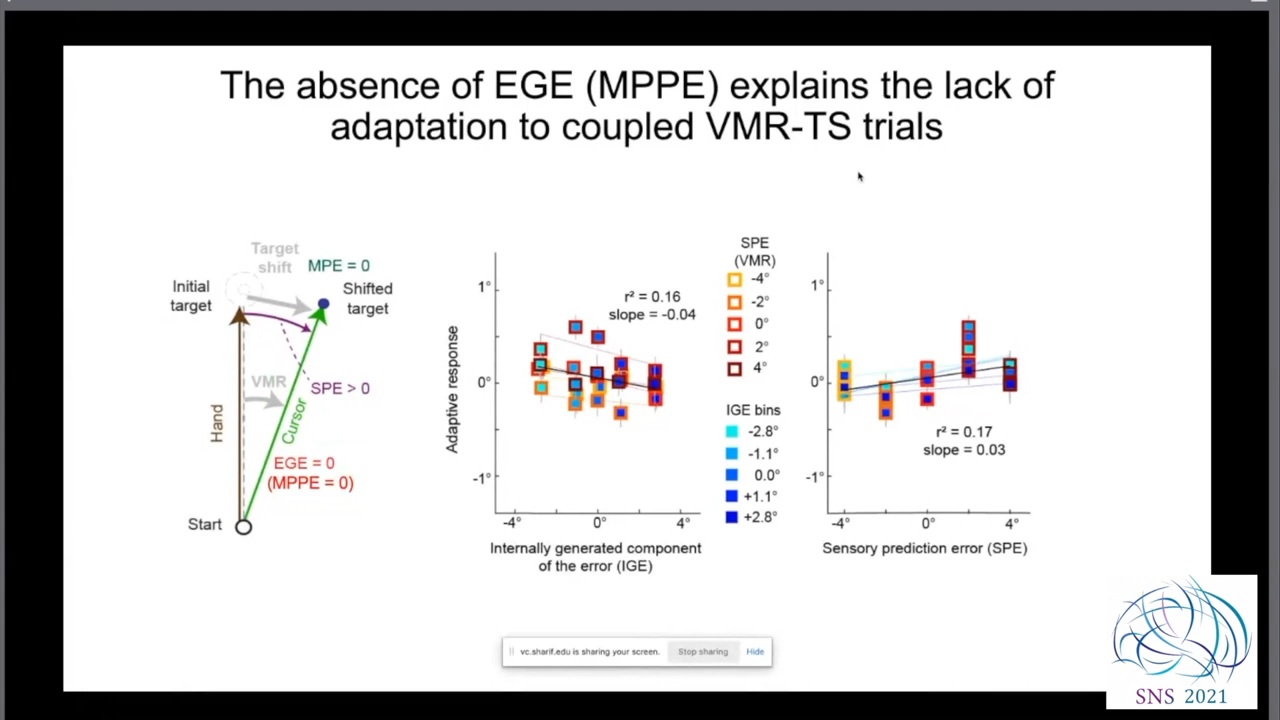 The absence of EGE (MPPE) explains the lack of
adaptation to coupled VMR-TS trials
Target
shift
MPE = 0
Initial
target
Shifted
target
VMR
SPE > 0
Hand
Cursor
EGE = 0
(MPPE = 0)
Start
Adaptive response
1°
0°
-1°
r² = 0.16
slope = -0.04
-4°
0°
4°
Internally generated component
of the error (IGE)
SPE
(VMR)
-4°
-2°
0°
2°
4°
IGE bins
-2.8°
-1.1°
0.0°
+1.1°
+2.8°
1°
0°
-1°
r² = 0.17
slope = 0.03
-4°
0°
4°
Sensory prediction error (SPE)
vc.sharif.edu is sharing your screen.
Stop sharing
Hide
SNS 2021